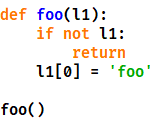 def foo(l1):
    if not l1:
        return
    l1[0] = 'foo'

foo()